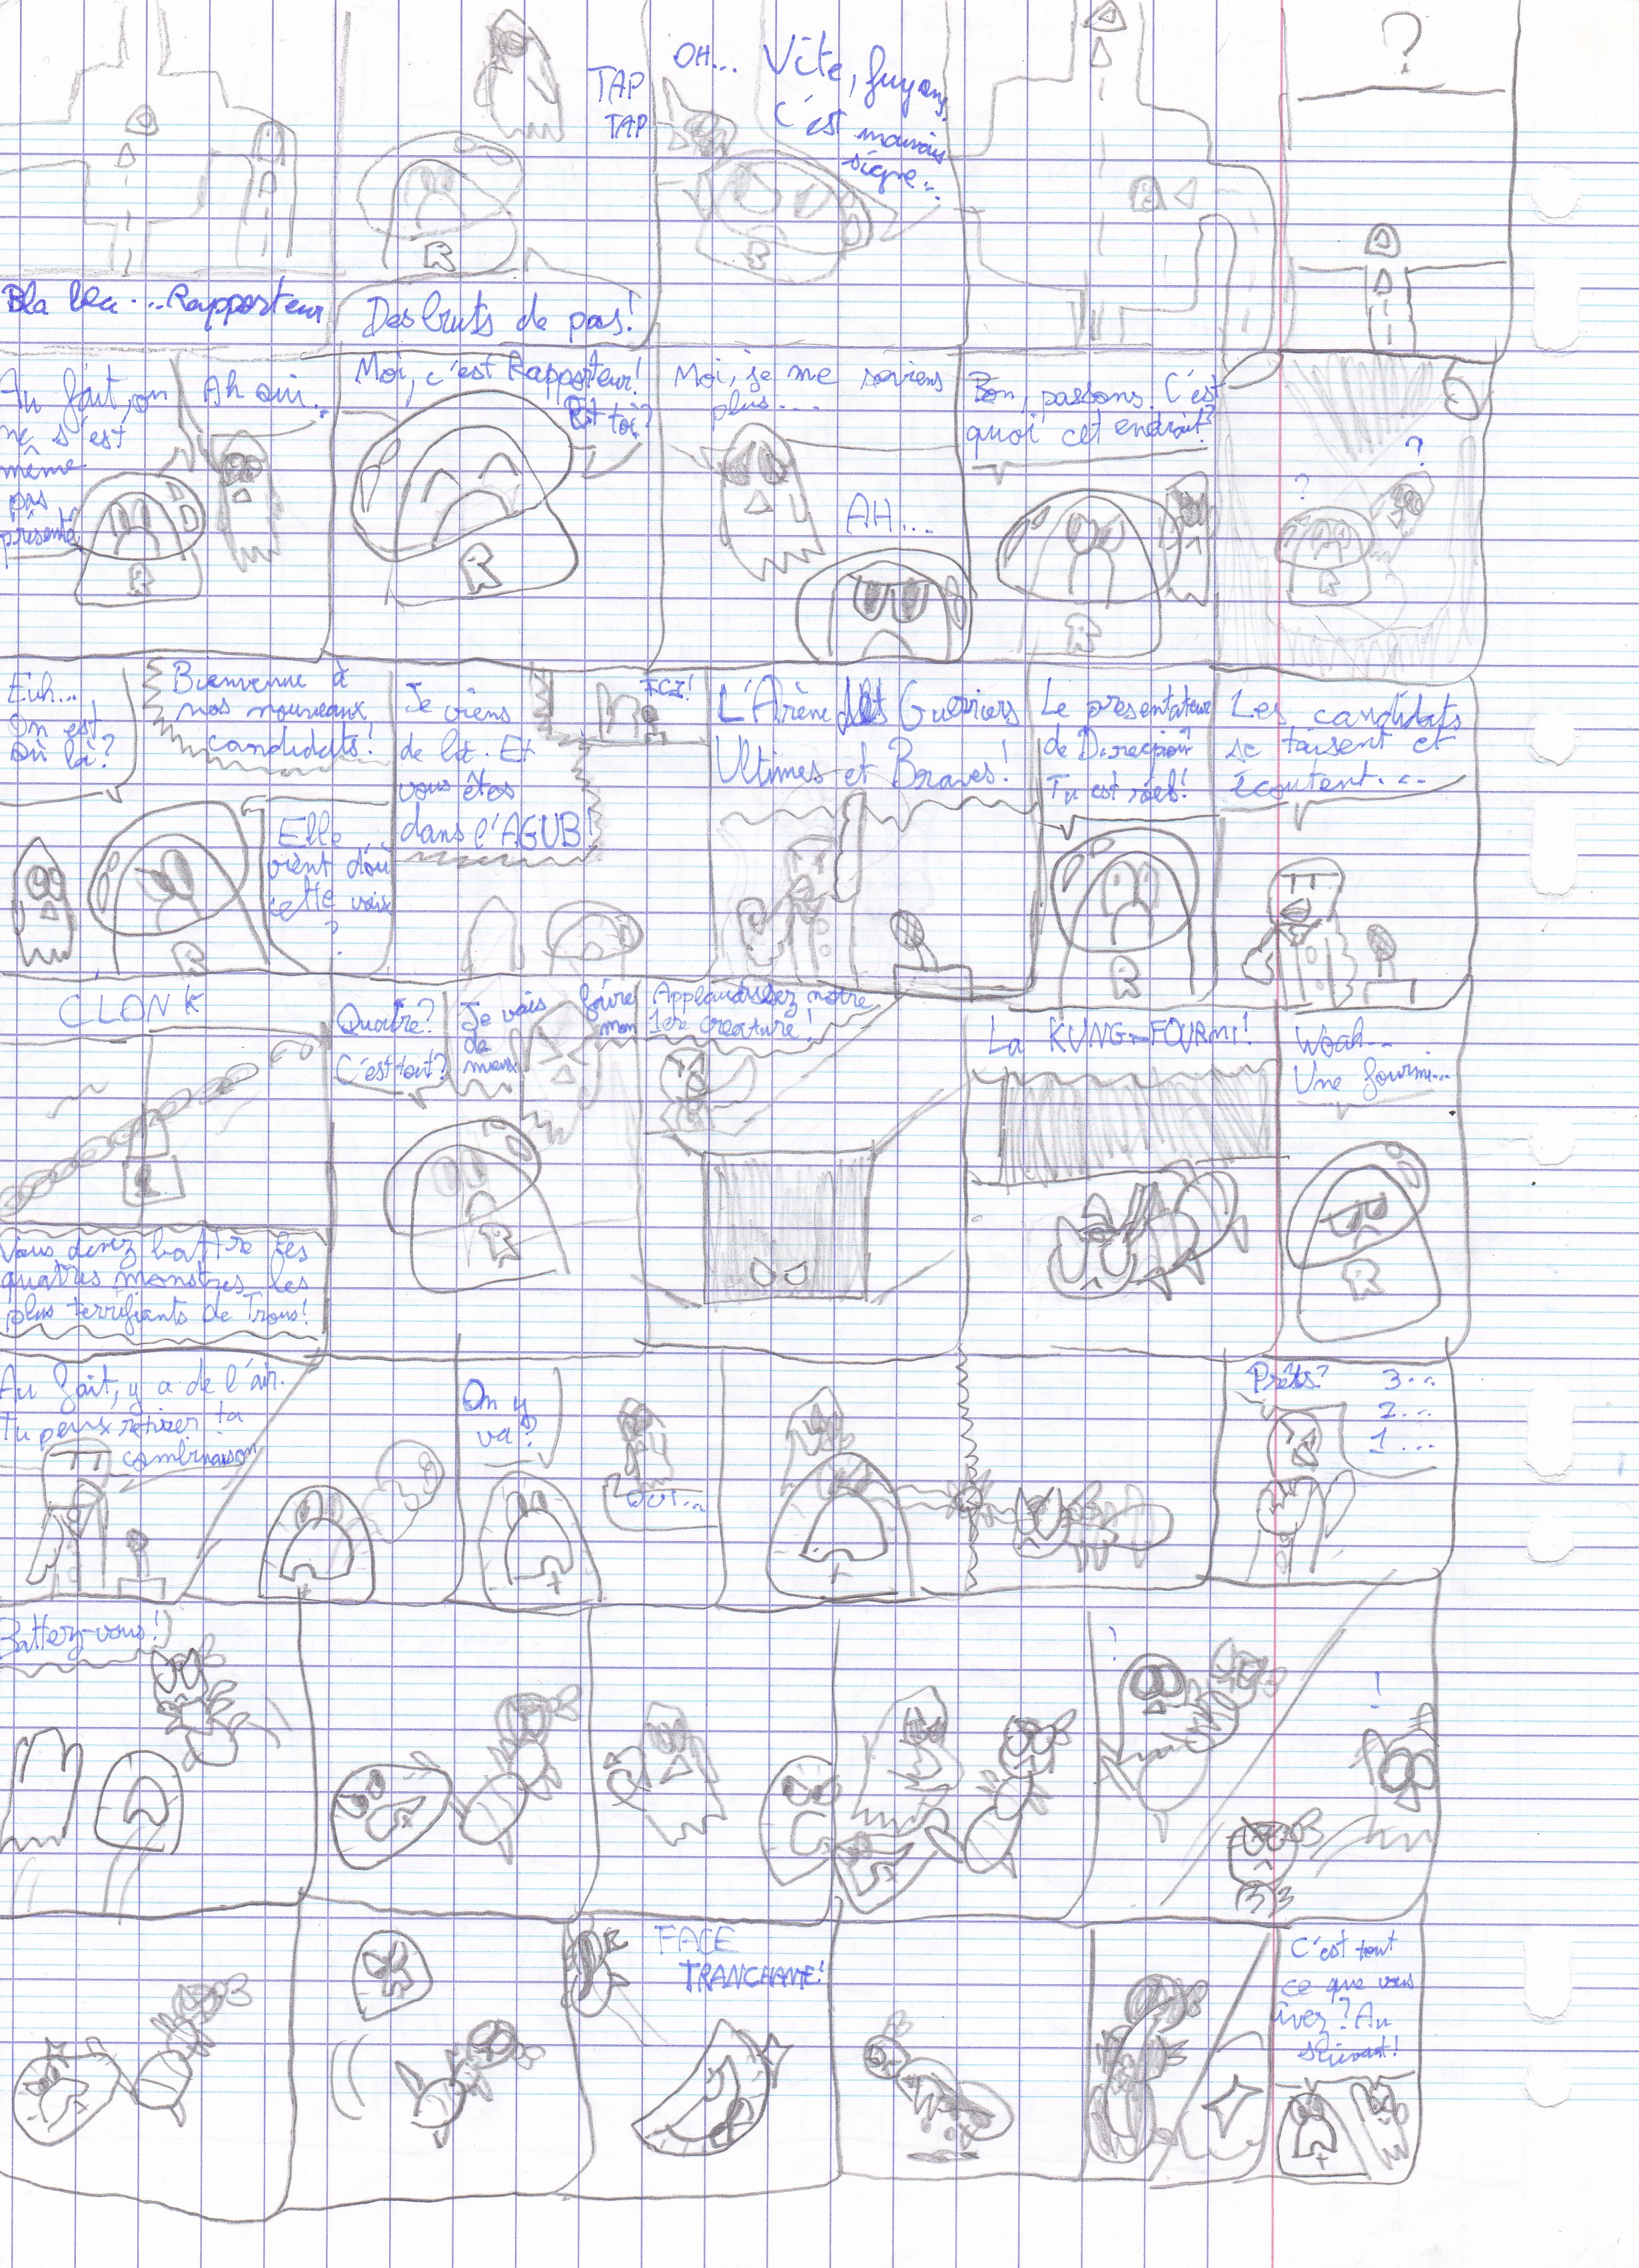 Bla bla... Rapporteur
TAP
TAP
Des bruts de pas!
OH... Vite, fuyons,
C'est
mauvais
signe...
?
Au fait, on
ne s'est
même
pas
présenté
Ah oui...
Moi, c'est Rapporteur!
Et toi?
Moi, je me soviens
plus...
AH...
Bon, passons. C'est
quoi cet endroit?
?
?
Euh...
On est
où là?
Bienvenue à
nos nouveaux
candidats!
Elle
vient d'où
cette voix
?
Je viens
de là. Et
vous êtes
dans l'AGUB!
ICI!
L'Arène des Guerriers
Ultimes et Braves!
Le présentateur
de
Tu est réel!
Les candidats
se taisent et
écoutent...
CLONK
Vous devez battre les
quatres monstres les
plus terrifiants de Trous!
Quatre?
C'est tout?
Je vais faire
de mon
mieux
Applaudissez notre
1ere créature!
La KUNG-FOURMI!
Woah...
Une fourmi...
Au fait, y a de l'air.
Tu peux retirer ta
combinaison
On y
va?
OUI...
Prêts?
3...
2...
1...
Battez-vous!
!
!
FACE
TRANCHANTE!
C'est tout
ce que vous
avez? Au
suivant!